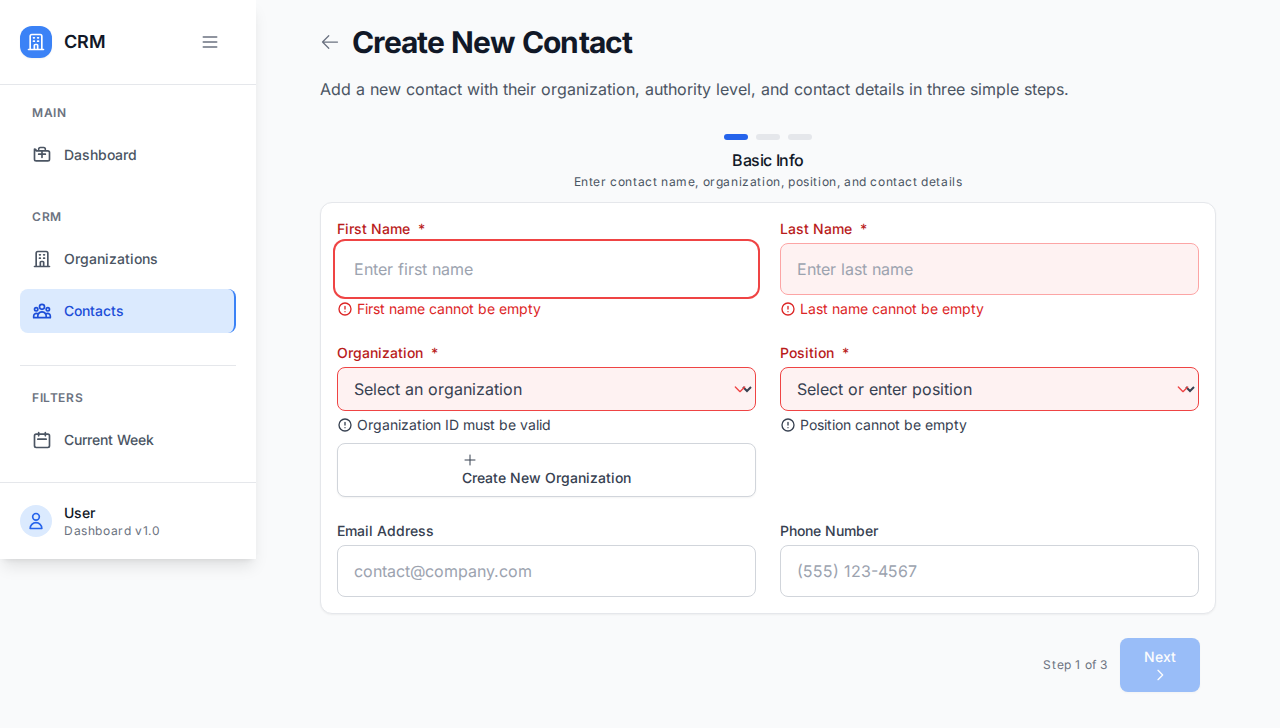 CRM
MAIN
Dashboard
CRM
Organizations
Contacts
FILTERS
Current Week
User
Dashboard v1.0
Create New Contact
Add a new contact with their organization, authority level, and contact details in three simple steps.
Basic Info
Enter contact name, organization, position, and contact details
First Name *
Last Name *
Enter first name
Enter last name
First name cannot be empty
Last name cannot be empty
Organization *
Position *
Select an organization
Select or enter position
Organization ID must be valid
Position cannot be empty
Create New Organization
Email Address
Phone Number
contact@company.com
(555) 123-4567
Step 1 of 3
Next